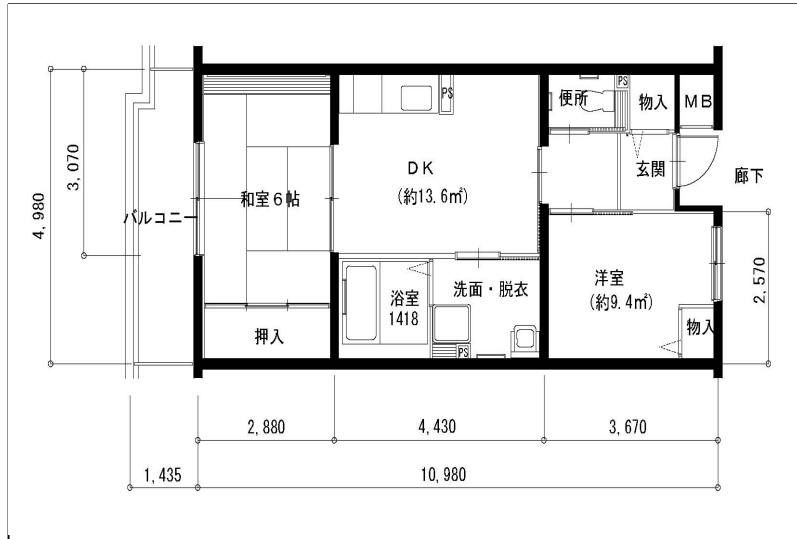 便所
PS
物入
MB
DK
(約13.6㎡)
玄関
廊下
和室6帖
バルコニー
洋室
(約9.4㎡)
浴室
1418
洗面・脱衣
物入
押入
PS
4,980
3,070
2,570
PS
2,880
4,430
3,670
1,435
10,980